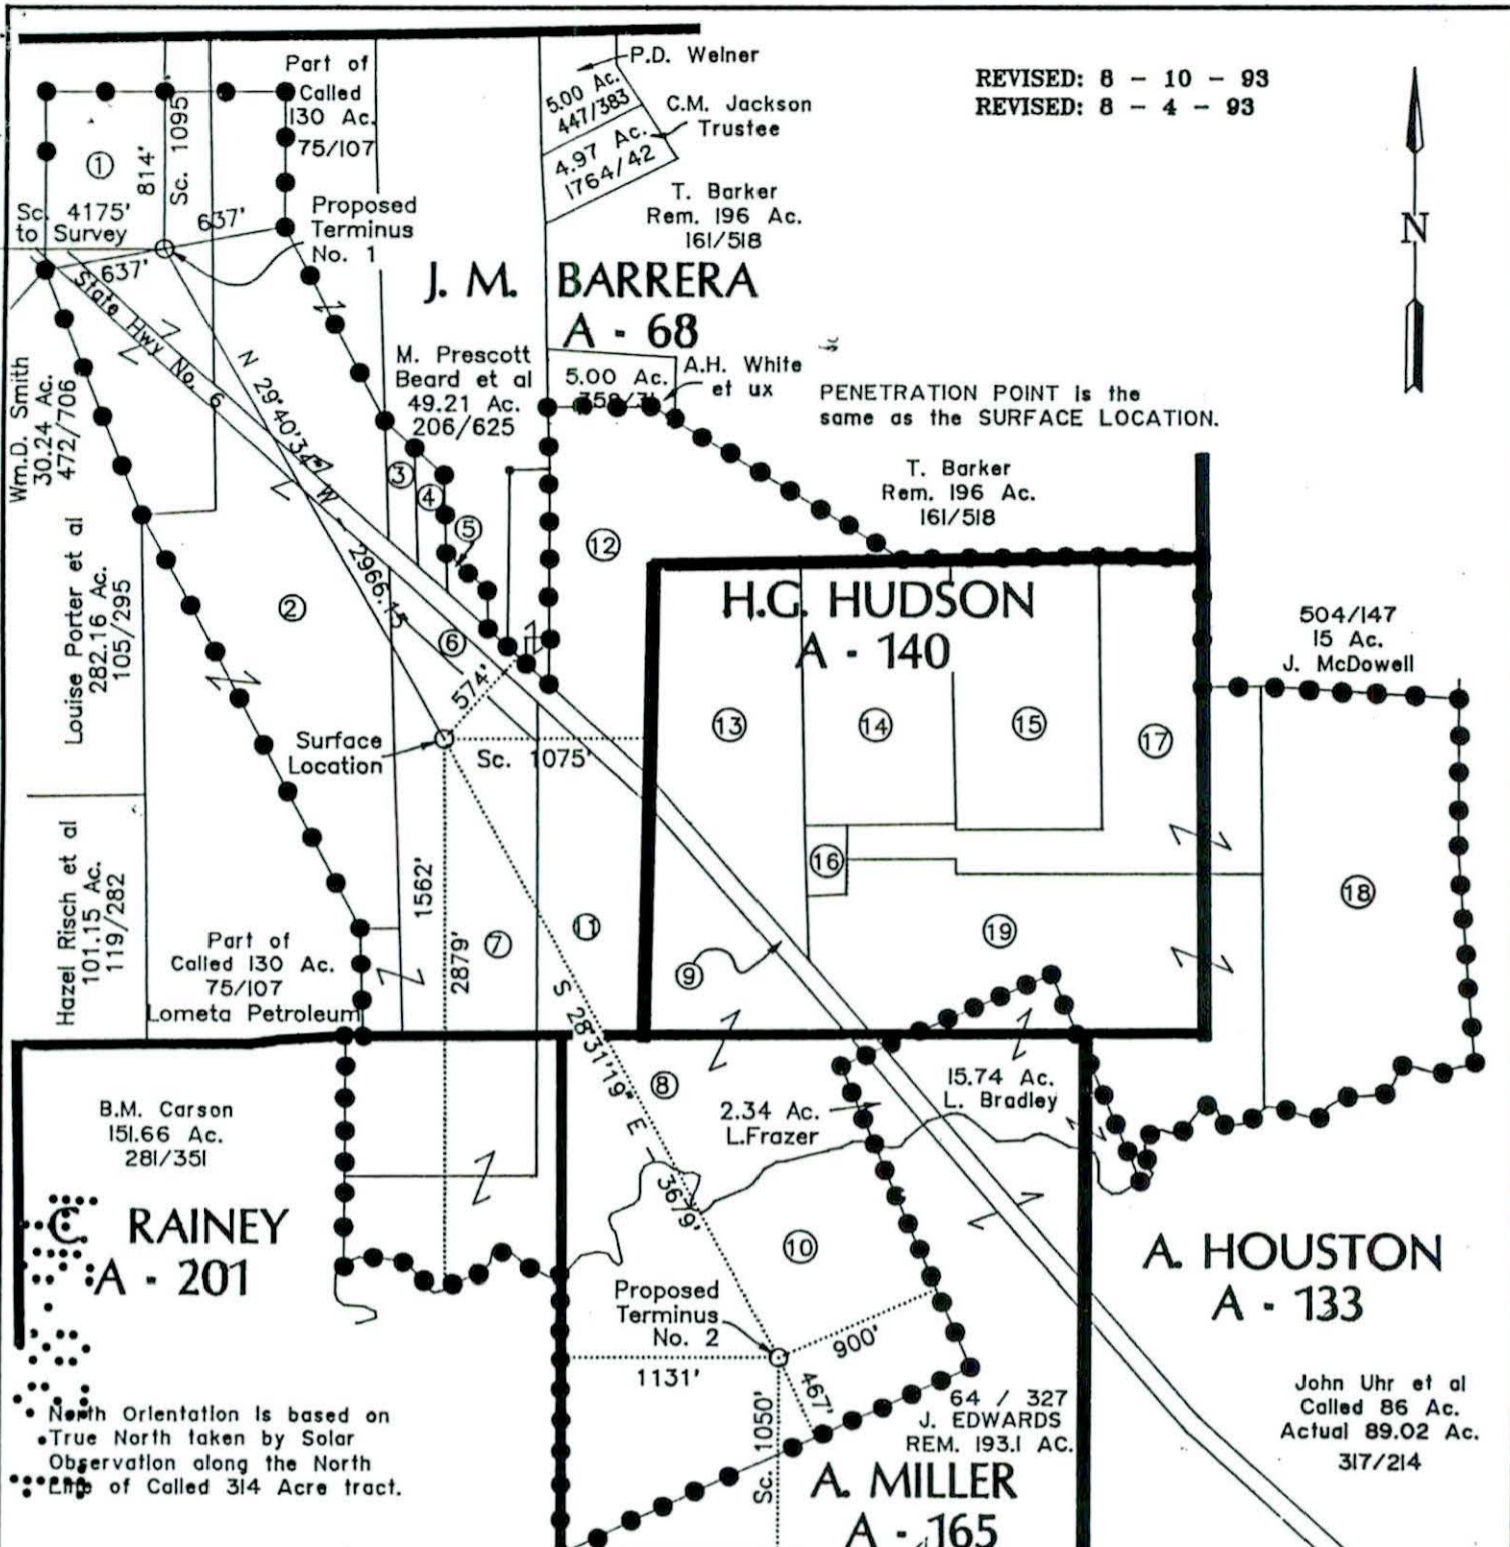 REVISED: 8 - 10 - 93
REVISED: 8 - 4 - 93
N
P.D. Welner
5.00 Ac.
447/383
C.M. Jackson
Trustee
4.97 Ac.
1764/42
T. Barker
Rem. 196 Ac.
161/518
Part of
Called
130 Ac.
75/107
1
814'
Sc. 1095'
Sc. 4175'
to Survey
637'
637'
Proposed
Terminus
No. 1
State Hwy No. 6
J. M. BARRERA
A - 68
M. Prescott
Beard et al
49.21 Ac.
206/625
5.00 Ac.
A.H. White
et ux
PENETRATION POINT is the
same as the SURFACE LOCATION.
T. Barker
Rem. 196 Ac.
161/518
Wm.D. Smith
30.24 Ac.
472/706
N 29°40'34" W - 2966.15
Louise Porter et al
282.16 Ac.
105/295
2
3
4
5
6
12
H.G. HUDSON
A - 140
504/147
15 Ac.
J. McDowell
574'
Surface
Location
Sc. 1075'
13
14
15
17
16
18
19
1562'
2879'
7
11
9
Hazel Risch et al
101.15 Ac.
119/282
Part of
Called 130 Ac.
75/107
Lometa Petroleum
S 28°31'19" E - 3679'
8
2.34 Ac.
L.Frazer
15.74 Ac.
L. Bradley
B.M. Carson
151.66 Ac.
281/351
C. RAINEY
A - 201
10
A. HOUSTON
A - 133
Proposed
Terminus
No. 2
900'
1131'
467'
Sc. 1050'
64 / 327
J. EDWARDS
REM. 193.1 AC.
A. MILLER
A - 165
John Uhr et al
Called 86 Ac.
Actual 89.02 Ac.
317/214
North Orientation is based on
True North taken by Solar
Observation along the North
Line of Called 314 Acre tract.